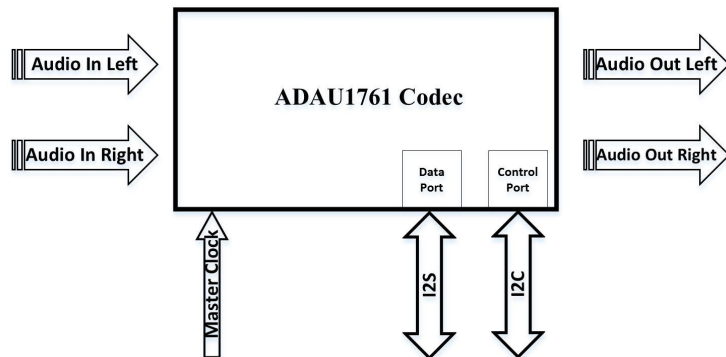 Audio In Left
ADAU1761 Codec
Audio Out Left
Audio In Right
Audio Out Right
Data
Port
Control
Port
Master Clock
I2S
I2C